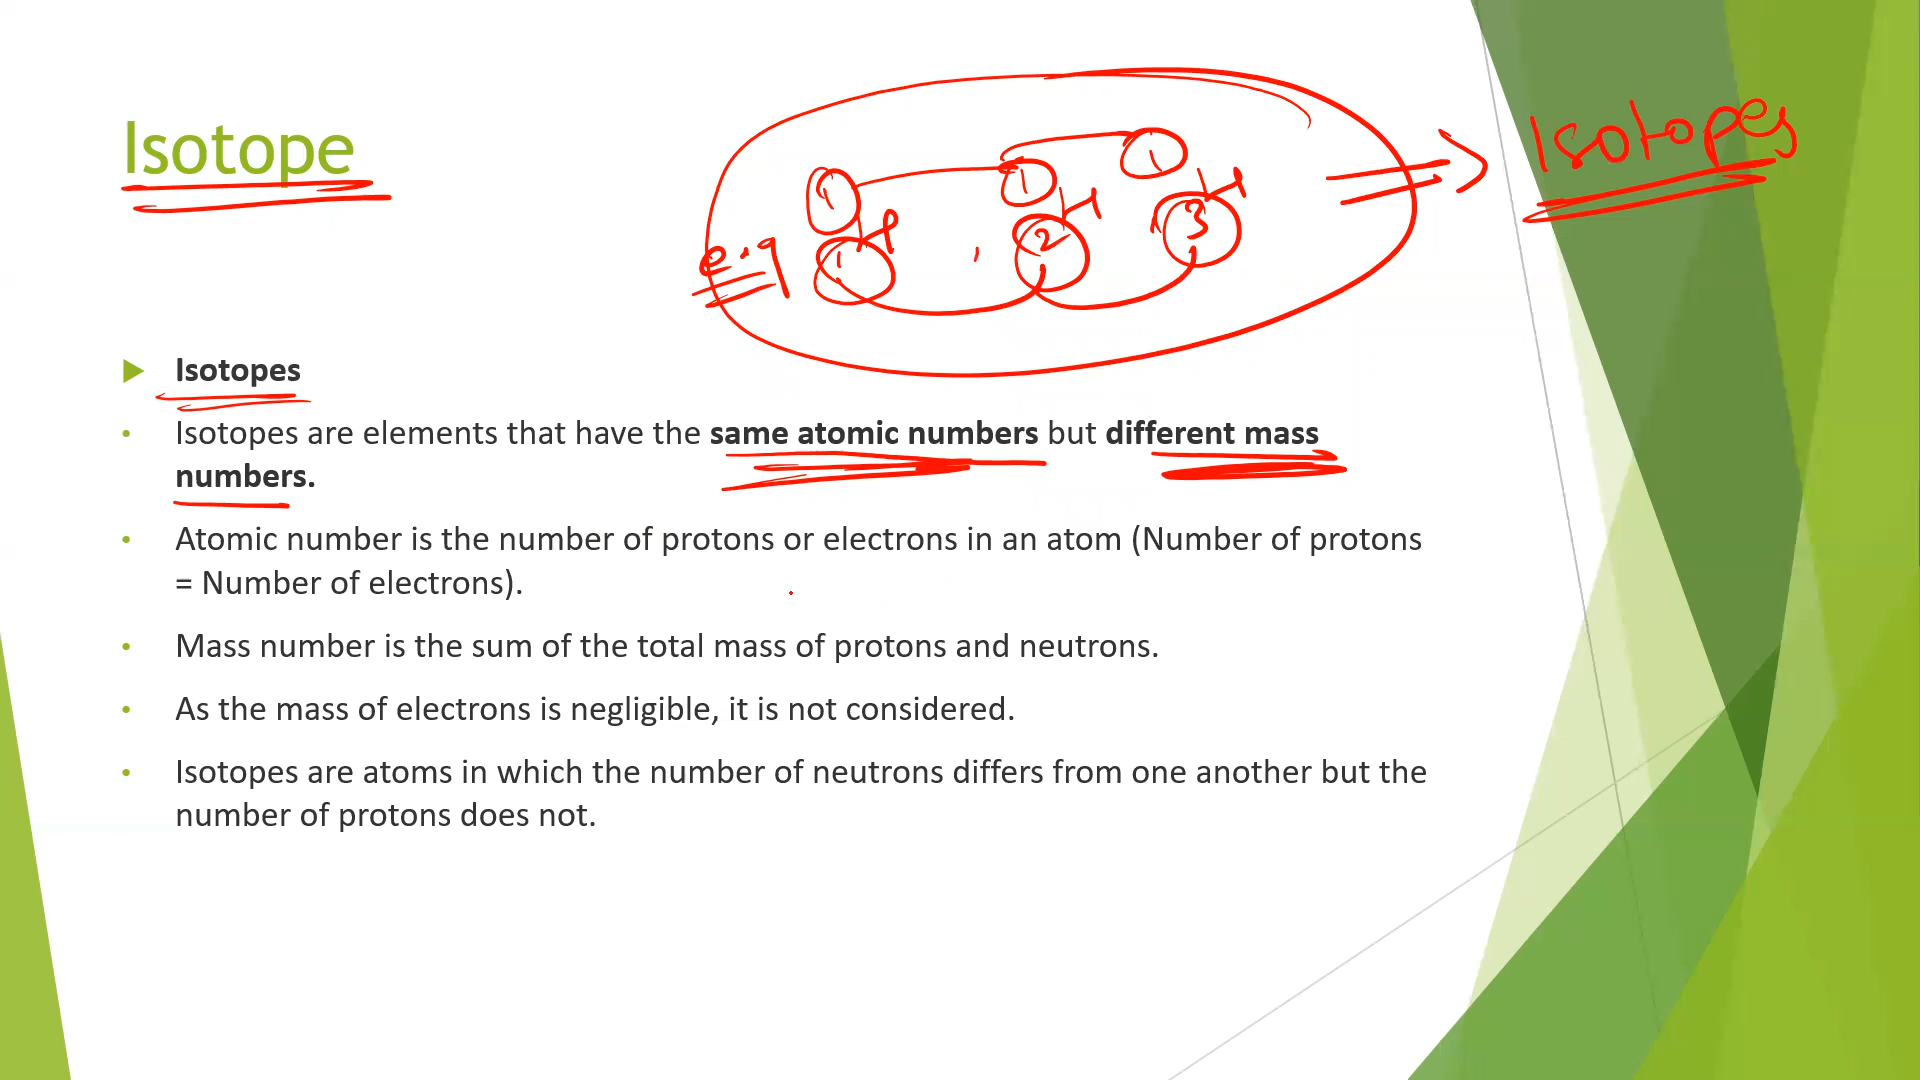 Isotope
e.g
1 H 1 , 1 H 2 1 H 3
Isotopes
Isotopes
Isotopes are elements that have the same atomic numbers but different mass
numbers.
Atomic number is the number of protons or electrons in an atom (Number of protons
= Number of electrons).
Mass number is the sum of the total mass of protons and neutrons.
As the mass of electrons is negligible, it is not considered.
Isotopes are atoms in which the number of neutrons differs from one another but the
number of protons does not.